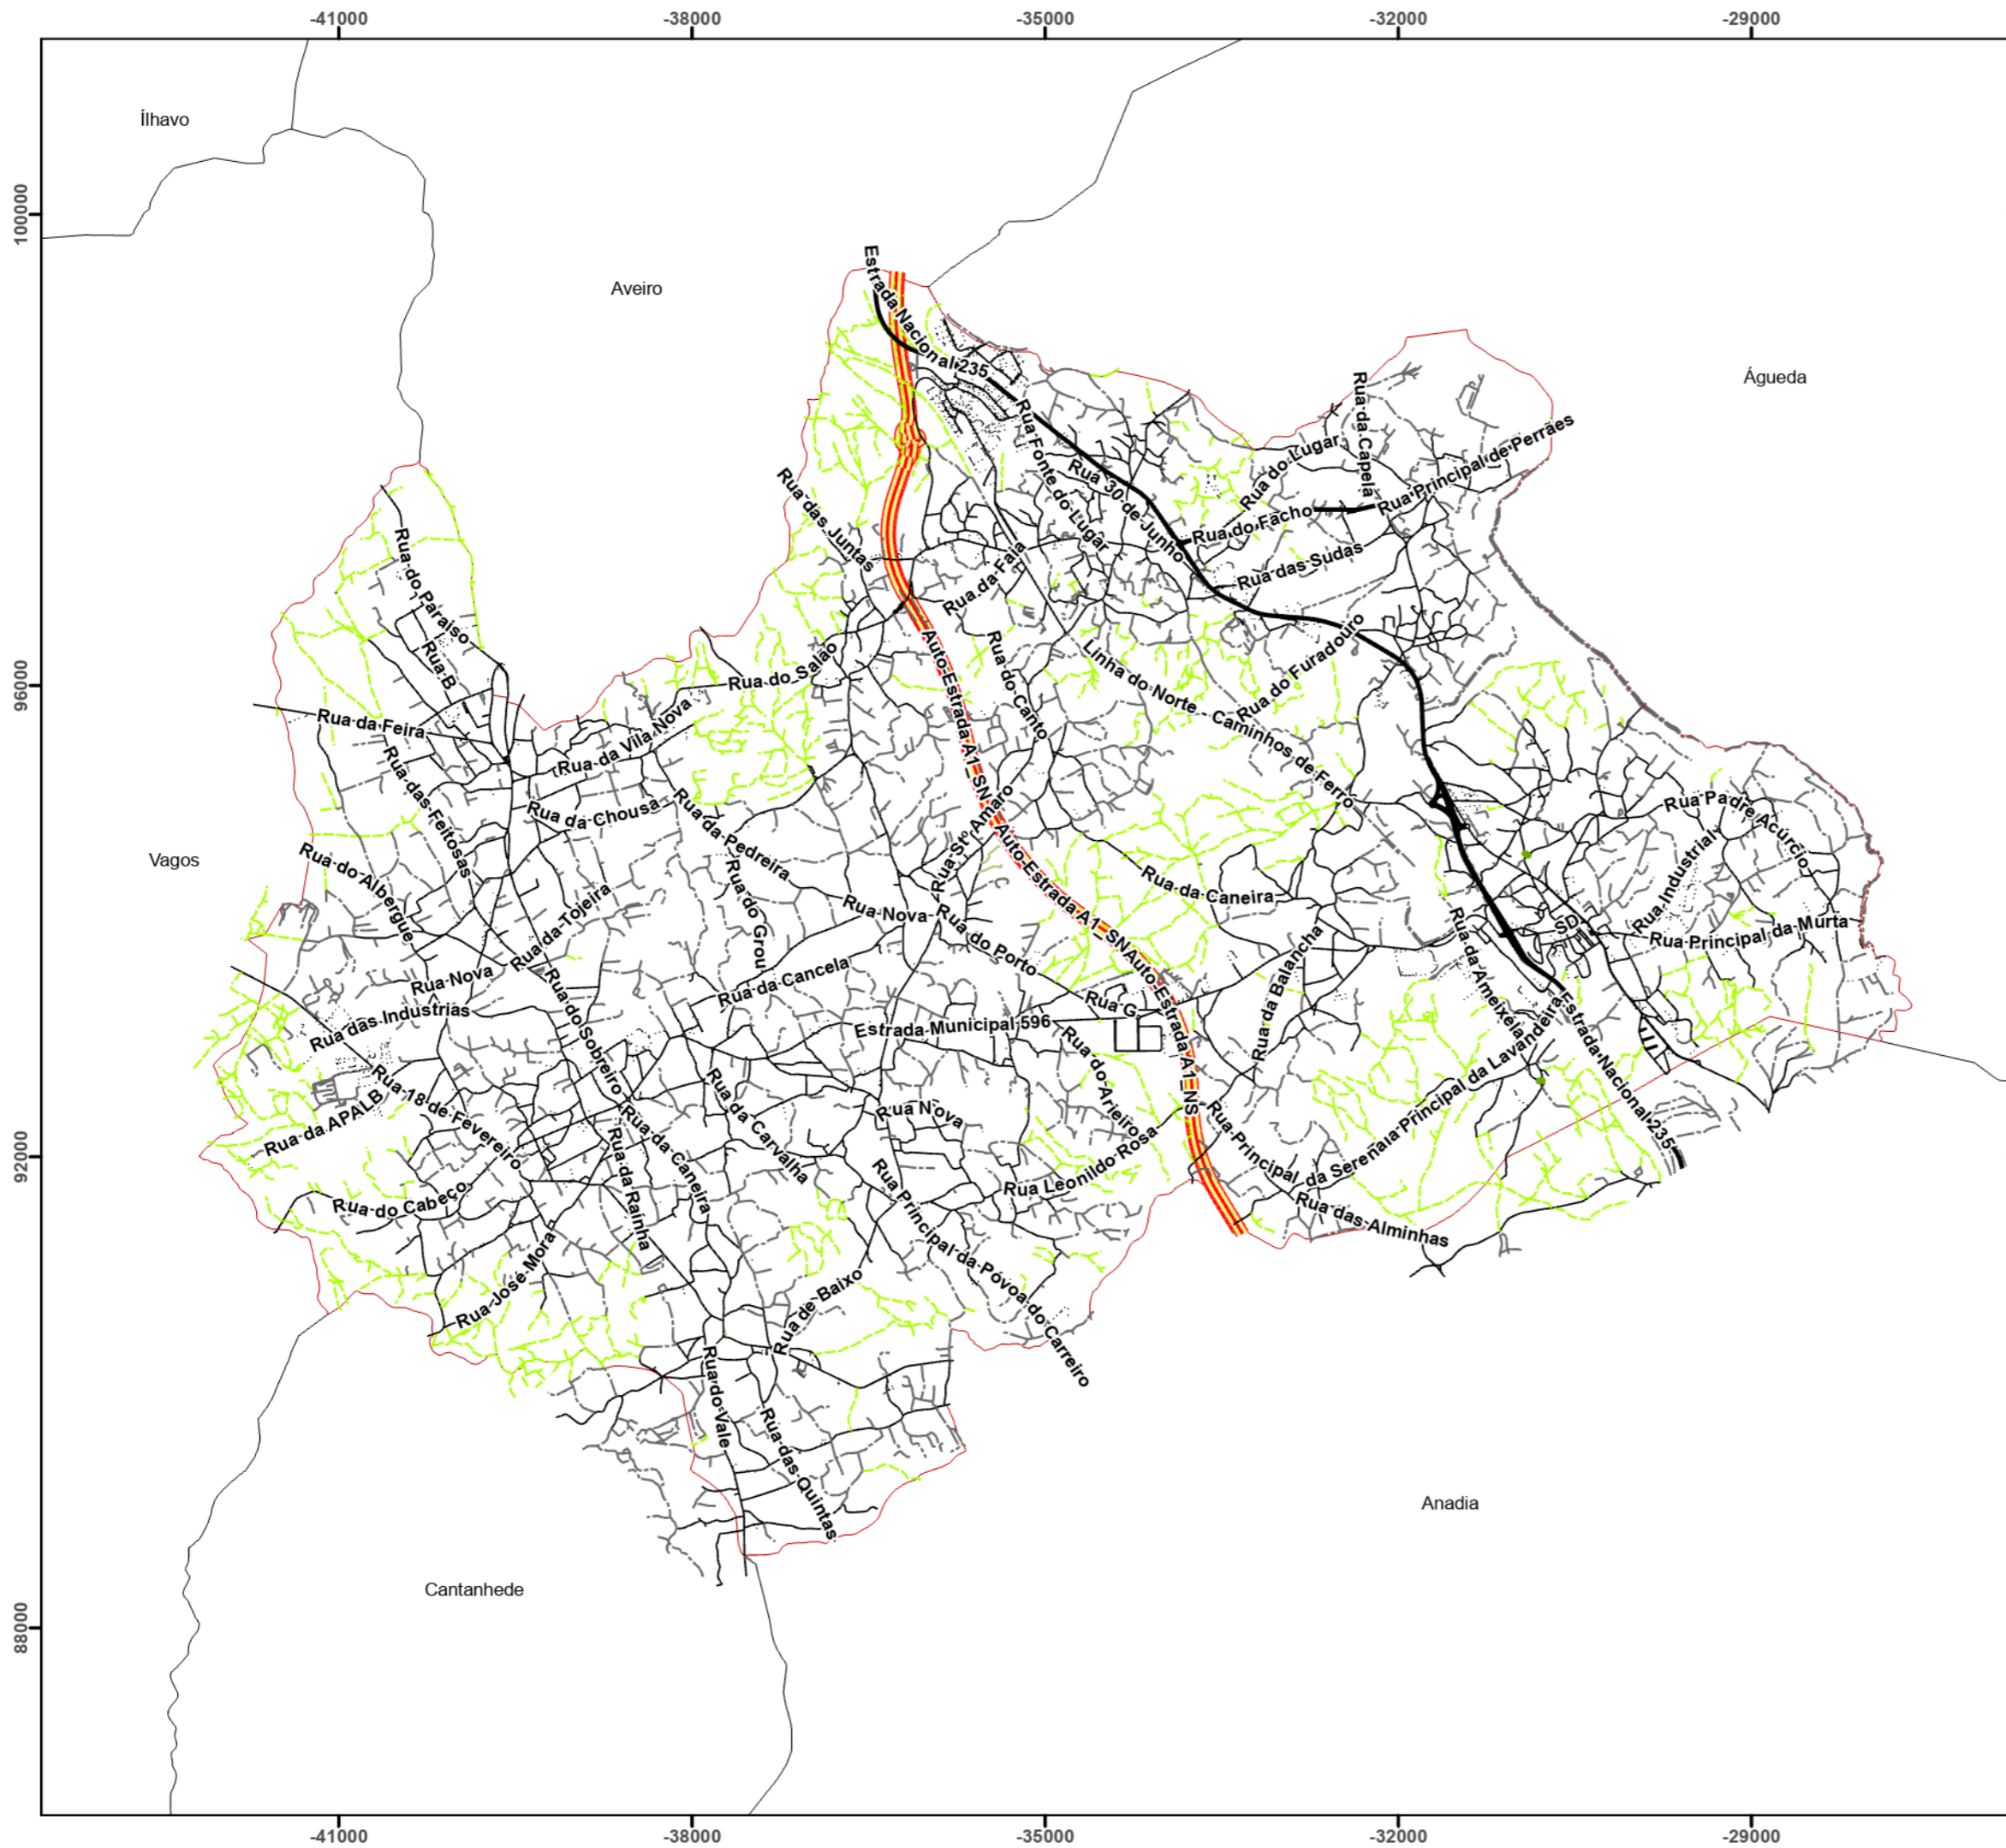 -41000
-38000
-35000
-32000
-29000
Ílhavo
100000
Aveiro
Estrada Nacional 235
Águeda
Rua da Capela
Rua Fonte do Lugar
Rua do Lugar
Rua Principal de Perrães
Rua 30 de Junho
Rua das Juntas
Rua do Facho
Rua do Paraiso
Rua da Faia
Rua das Sudas
Rua B
Rua do Salão
Auto-Estrada A1_SN
Rua do Canto
Linha do Norte - Caminhos de Ferro
Rua do Furadouro
96000
Rua da Feira
Rua da Vila Nova
Rua das Feitosas
Rua da Chousa
Rua da Pedreira
Rua Stº Amaro
Rua Padre Acúrcio
Vagos
Rua do Albergue
Rua da Tojeira
Rua do Grou
Rua Nova
Rua do Porto
Auto-Estrada A1_SN
Rua da Caneira
Rua Industrial
SD
Rua Principal da Murta
Rua da Ameixela
Rua Nova
Rua do Sobreiro
Rua da Cancela
Rua G
Auto-Estrada A1_NS
Rua da Balancha
Rua das Industrias
Estrada Municipal 596
Estrada Nacional 235
Rua Principal da Lavandeira
Rua 18 de Fevereiro
Rua da APALB
Rua da Carvalha
Rua Nova
Rua do Arieiro
92000
Rua da Caneira
Rua da Rainha
Rua Leonildo Rosa
Rua Principal da Serena
Rua do Cabeço
Rua das Alminhas
Rua Principal da Póvoa do Carreiro
Rua José Mora
Rua de Baixo
Rua do Vale
Rua das Quintas
Anadia
Cantanhede
88000
-41000
-38000
-35000
-32000
-29000